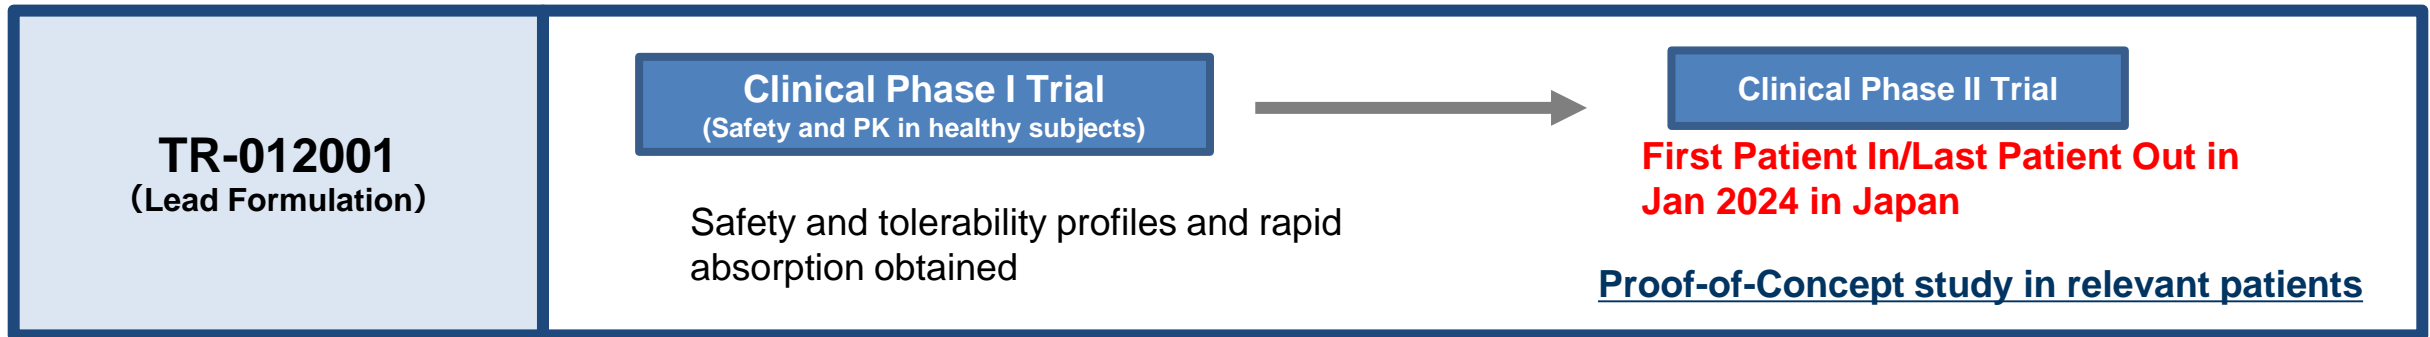 TR-012001
（Lead Formulation）
Clinical Phase I Trial
(Safety and PK in healthy subjects)
Safety and tolerability profiles and rapid
absorption obtained
Clinical Phase II Trial
First Patient In/Last Patient Out in
Jan 2024 in Japan
Proof-of-Concept study in relevant patients